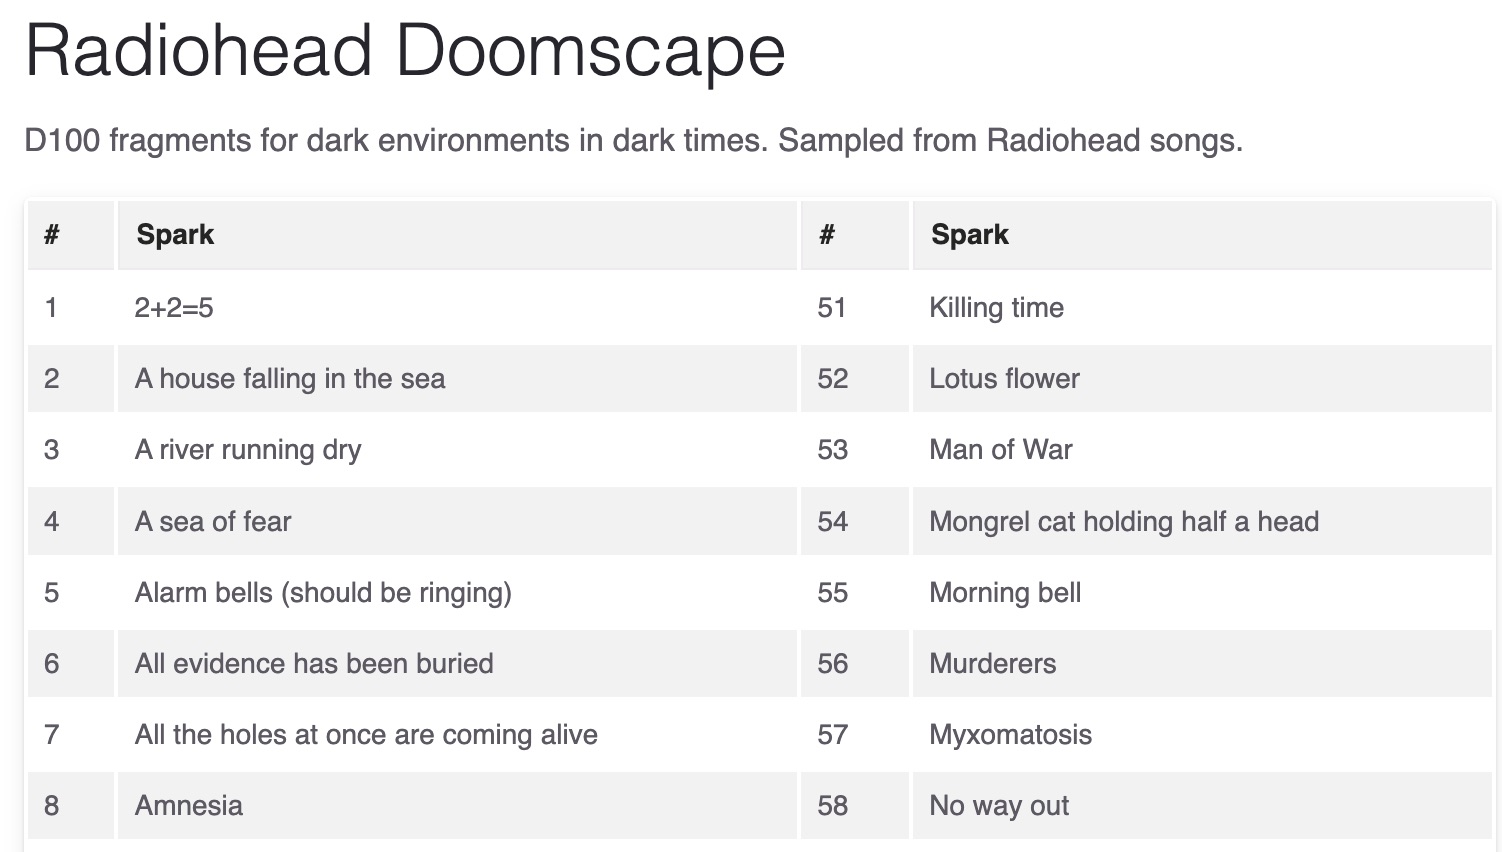 Radiohead Doomscape
D100 fragments for dark environments in dark times. Sampled from Radiohead songs.
# Spark # Spark
1 2+2=5 51 Killing time
2 A house falling in the sea 52 Lotus flower
3 A river running dry 53 Man of War
4 A sea of fear 54 Mongrel cat holding half a head
5 Alarm bells (should be ringing) 55 Morning bell
6 All evidence has been buried 56 Murderers
7 All the holes at once are coming alive 57 Myxomatosis
8 Amnesia 58 No way out